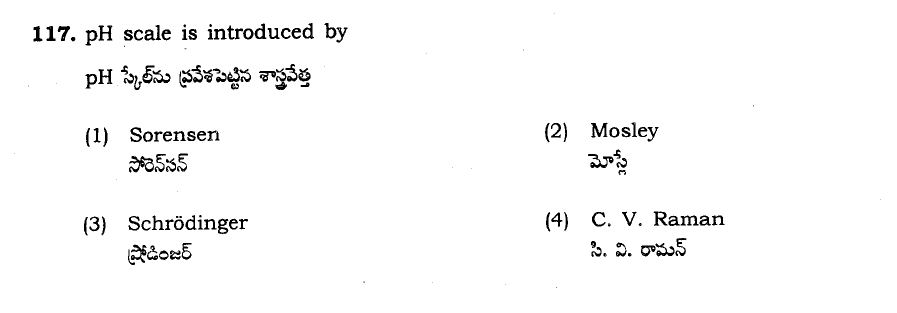 117. pH scale is introduced by
pH స్కేల్‌ను ప్రవేశపెట్టిన శాస్త్రవేత్త
(1) Sorensen
సోరెన్‌సన్
(2) Mosley
మోస్లే
(3) Schrödinger
ష్రోడింజర్
(4) C. V. Raman
సి. వి. రామన్